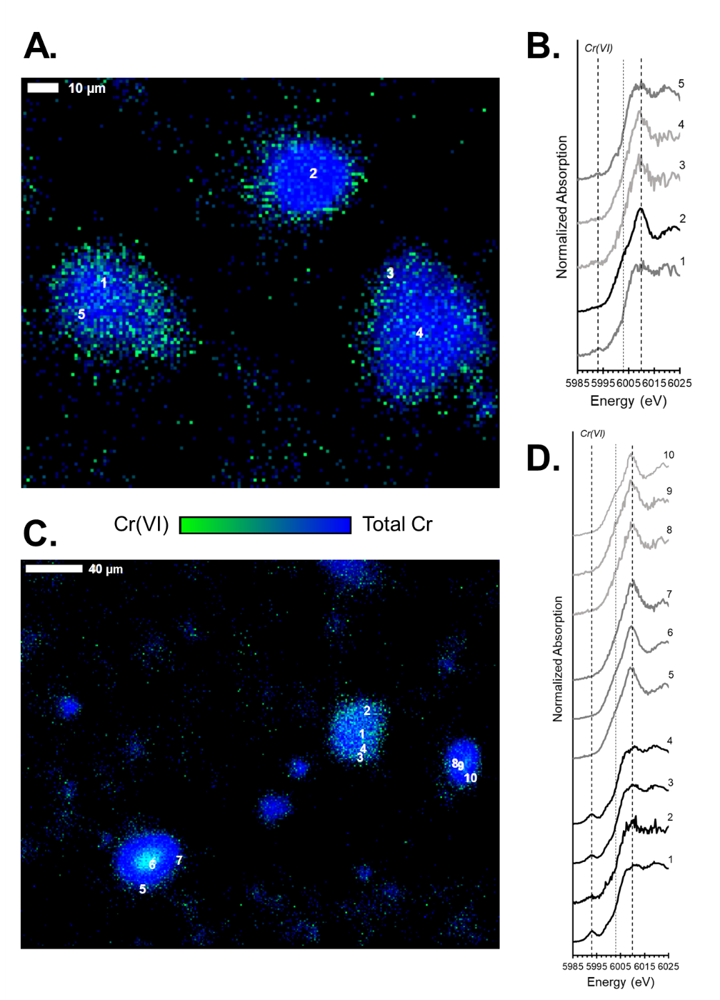 A.
10 µm
2
1
5
3
4
B.
Cr(VI)
5
4
3
2
1
Normalized Absorption
5985 5995 6005 6015 6025
Energy (eV)
Cr(VI) Total Cr
C.
40 µm
2
1
4
3
8 9
10
6 7
5
D.
Cr(VI)
10
9
8
7
6
5
4
3
2
1
Normalized Absorption
5985 5995 6005 6015 6025
Energy (eV)